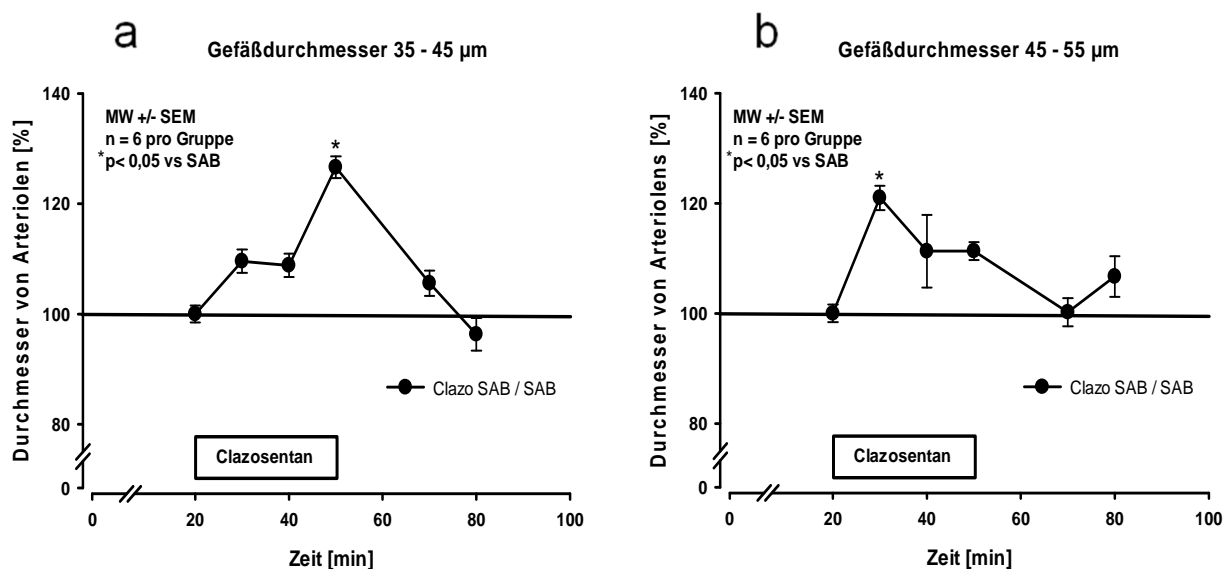 a
Gefäßdurchmesser 35 - 45 µm
Durchmesser von Arteriolen [%]
140
120
100
80
0
MW +/- SEM
n = 6 pro Gruppe
*p< 0,05 vs SAB
*
Clazo SAB / SAB
Clazosentan
0 20 40 60 80 100
Zeit [min]
b
Gefäßdurchmesser 45 - 55 µm
Durchmesser von Arteriolens [%]
140
120
100
80
0
MW +/- SEM
n = 6 pro Gruppe
*p< 0,05 vs SAB
*
Clazo SAB / SAB
Clazosentan
0 20 40 60 80 100
Zeit [min]